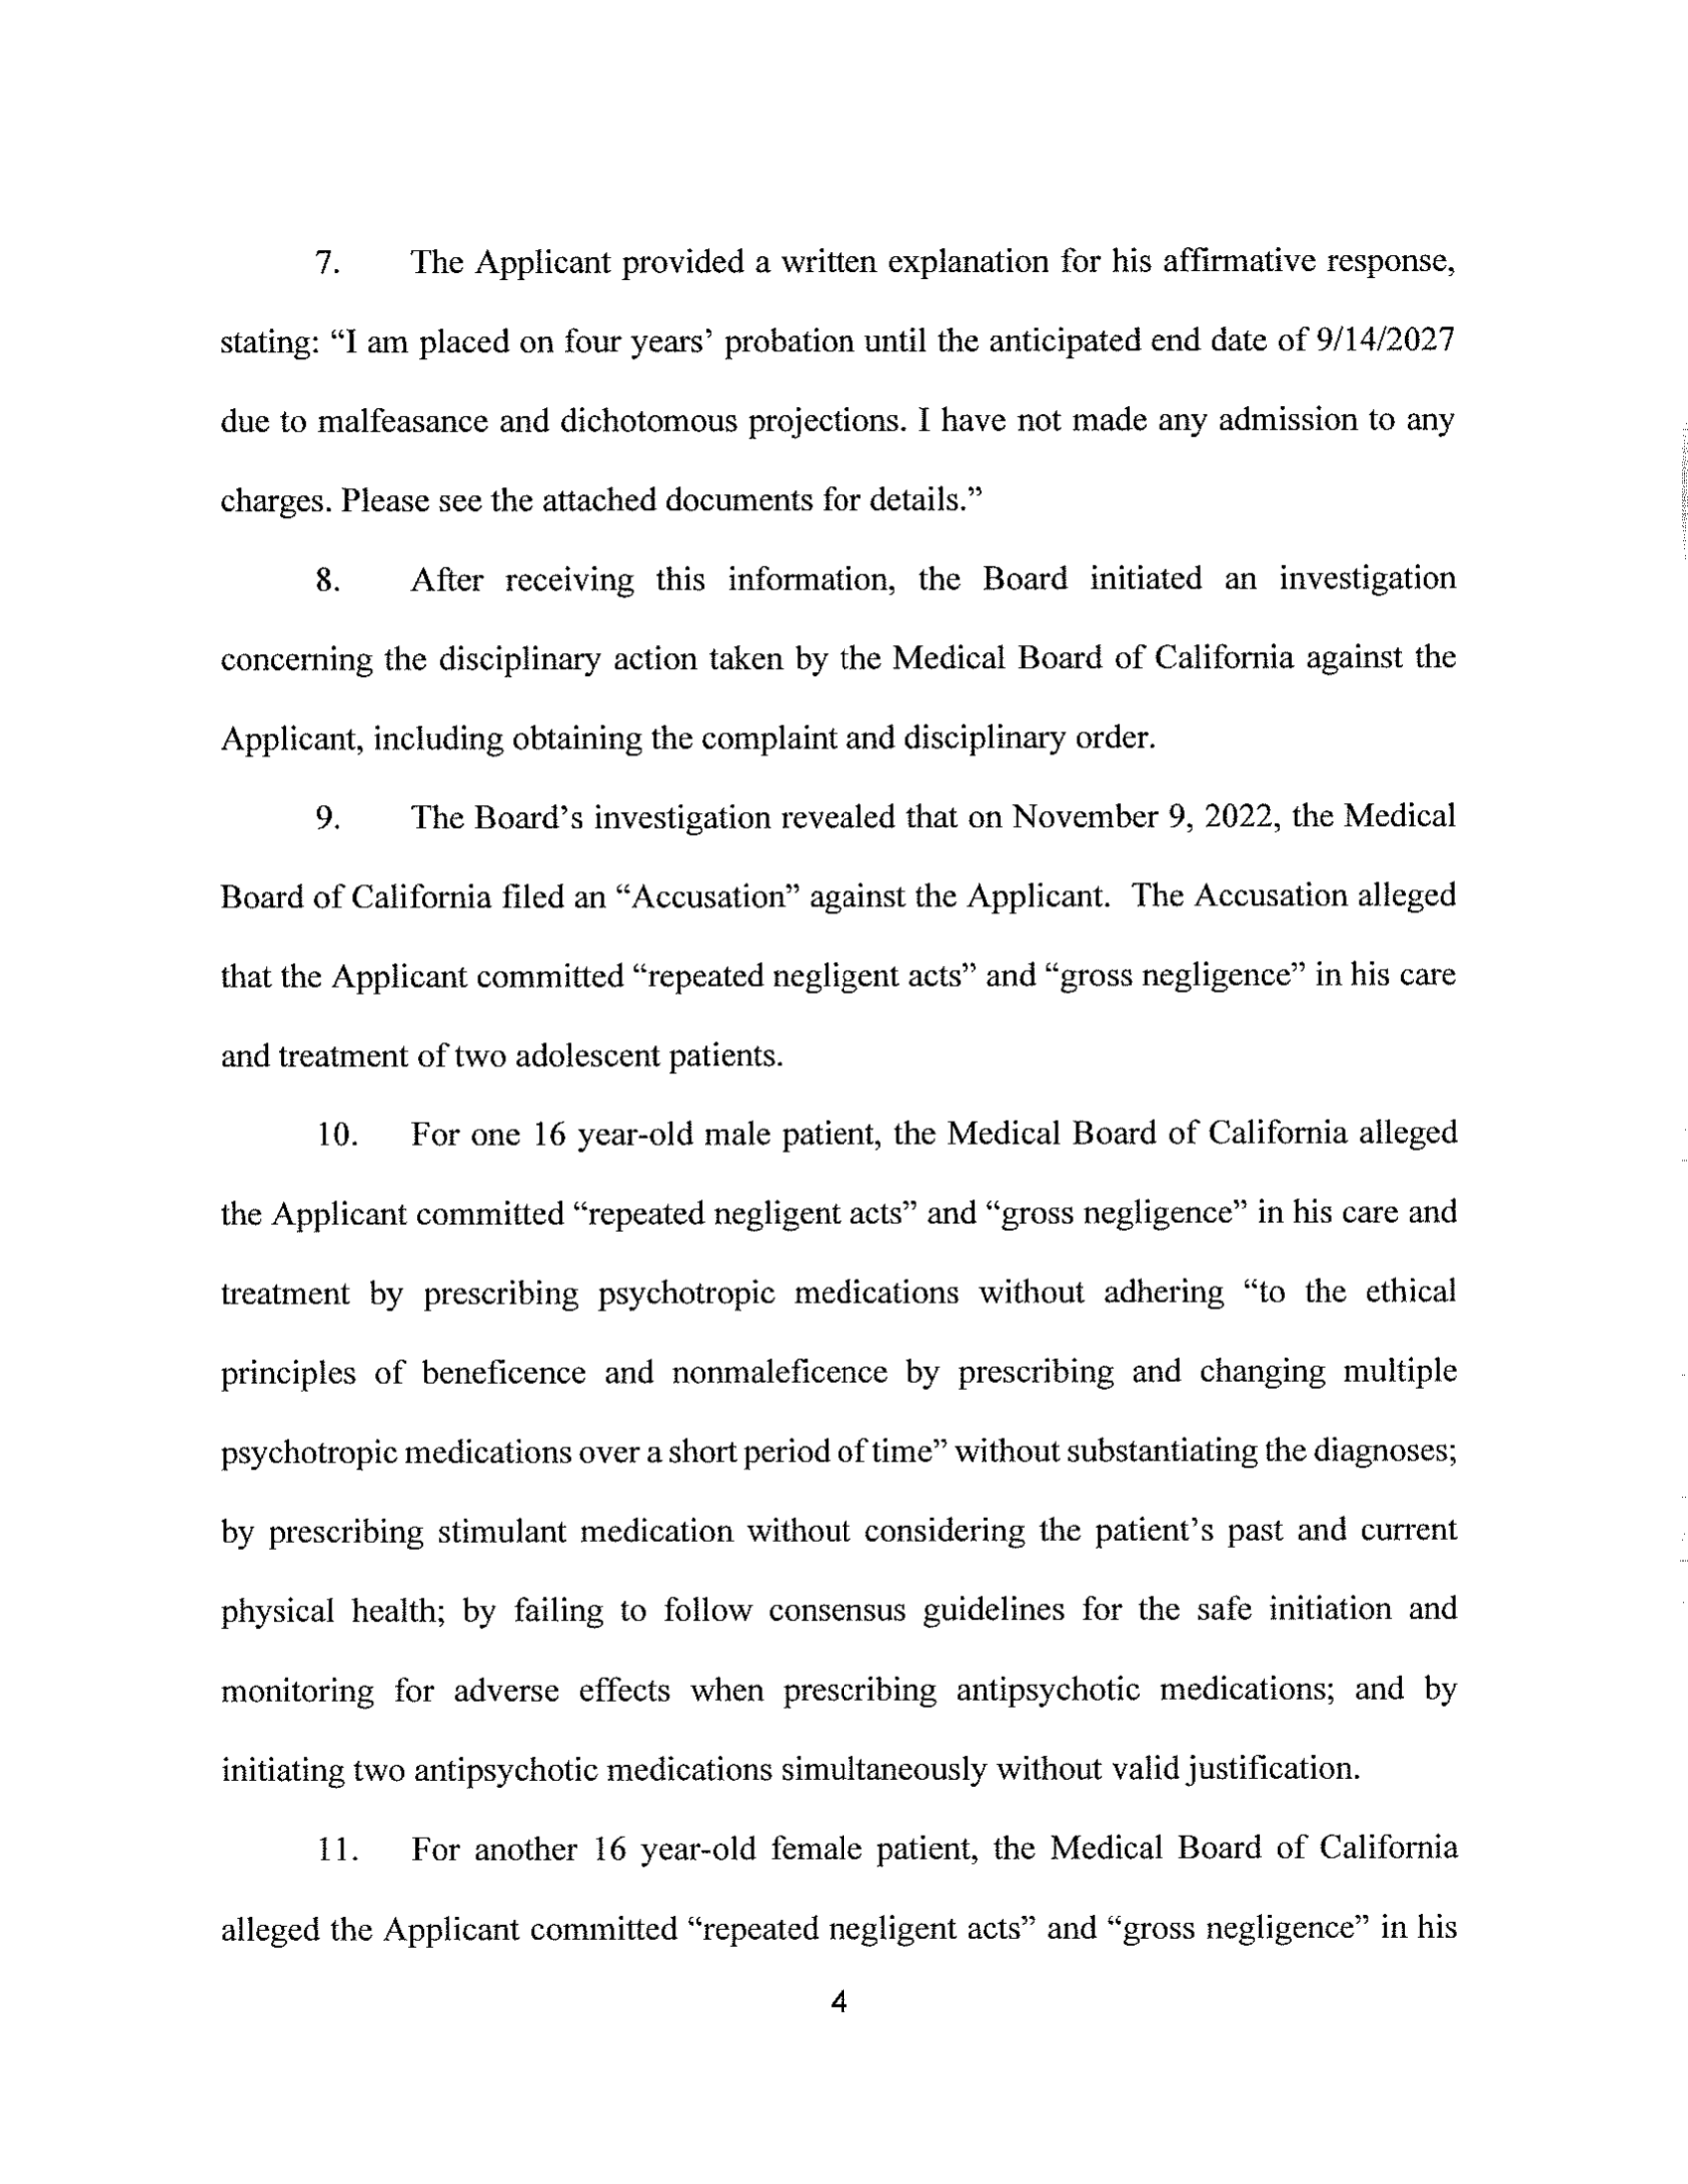 7. The Applicant provided a written explanation for his affirmative response,
stating: “I am placed on four years’ probation until the anticipated end date of 9/14/2027
due to malfeasance and dichotomous projections. I have not made any admission to any
charges. Please see the attached documents for details.”
8. After receiving this information, the Board initiated an investigation
concerning the disciplinary action taken by the Medical Board of California against the
Applicant, including obtaining the complaint and disciplinary order.
9. The Board’s investigation revealed that on November 9, 2022, the Medical
Board of California filed an “Accusation” against the Applicant. The Accusation alleged
that the Applicant committed “repeated negligent acts” and “gross negligence” in his care
and treatment of two adolescent patients.
10. For one 16 year-old male patient, the Medical Board of California alleged
the Applicant committed “repeated negligent acts” and “gross negligence” in his care and
treatment by prescribing psychotropic medications without adhering “to the ethical
principles of beneficence and nonmaleficence by prescribing and changing multiple
psychotropic medications over a short period of time” without substantiating the diagnoses;
by prescribing stimulant medication without considering the patient’s past and current
physical health; by failing to follow consensus guidelines for the safe initiation and
monitoring for adverse effects when prescribing antipsychotic medications; and by
initiating two antipsychotic medications simultaneously without valid justification.
11. For another 16 year-old female patient, the Medical Board of California
alleged the Applicant committed “repeated negligent acts” and “gross negligence” in his
4